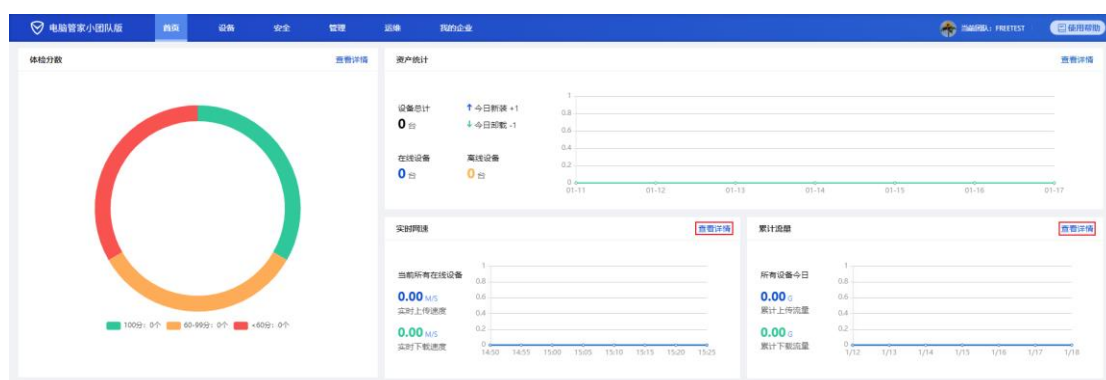 电脑管家小团队版 首页 设备 安全 管理 运维 我的企业 当前团队：FREETEST 使用帮助
体检分数 查看详情
100分：0个 60-99分：0个 <60分：0个
资产统计 查看详情
设备总计 ↑ 今日新装 +1
0 台 ↓ 今日卸载 -1
在线设备 离线设备
0 台 0 台
1
0.8
0.6
0.4
0.2
0
01-11 01-12 01-13 01-14 01-15 01-16 01-17
实时网速 查看详情
当前所有在线设备
0.00 M/S
实时上传速度
0.00 M/S
实时下载速度
1
0.8
0.6
0.4
0.2
0
14:50 14:55 15:00 15:05 15:10 15:15 15:20 15:25
累计流量 查看详情
所有设备今日
0.00 G
累计上传流量
0.00 G
累计下载流量
1
0.8
0.6
0.4
0.2
0
1/12 1/13 1/14 1/15 1/16 1/17 1/18